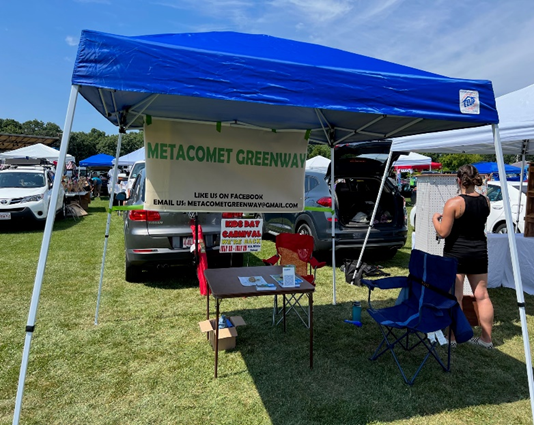 METACOMET GREENWAY
LIKE US ON FACEBOOK
EMAIL US: METACOMETGREENWAY@GMAIL.COM
KIDS DAY
CARNIVAL